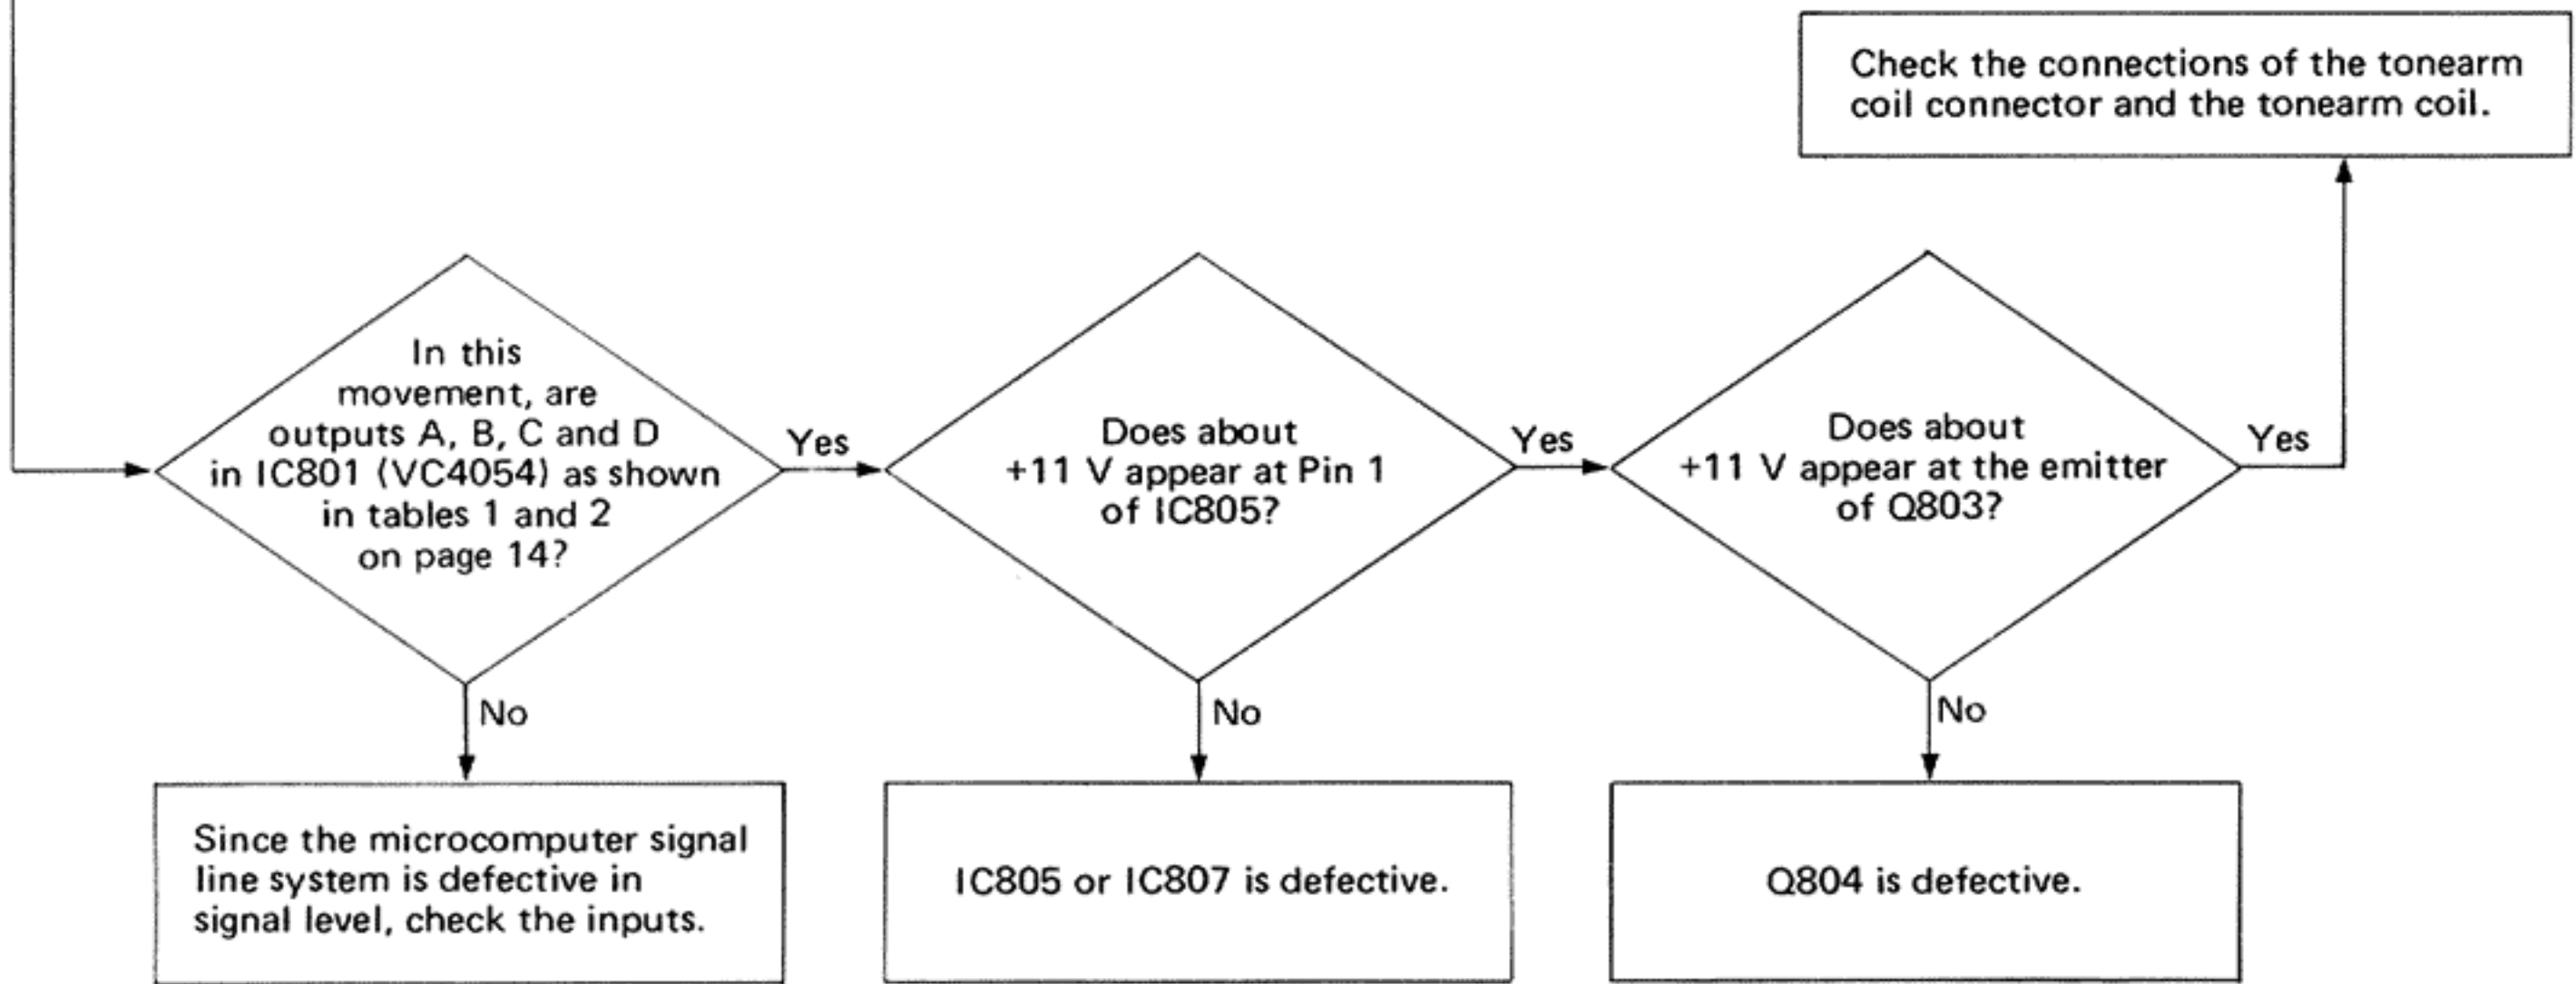 Check the connections of the tonearm
coil connector and the tonearm coil.
In this
movement, are
outputs A, B, C and D
in IC801 (VC4054) as shown
in tables 1 and 2
on page 14?
Yes
Does about
+11 V appear at Pin 1
of IC805?
Yes
Does about
+11 V appear at the emitter
of Q803?
Yes
No
No
No
Since the microcomputer signal
line system is defective in
signal level, check the inputs.
IC805 or IC807 is defective.
Q804 is defective.